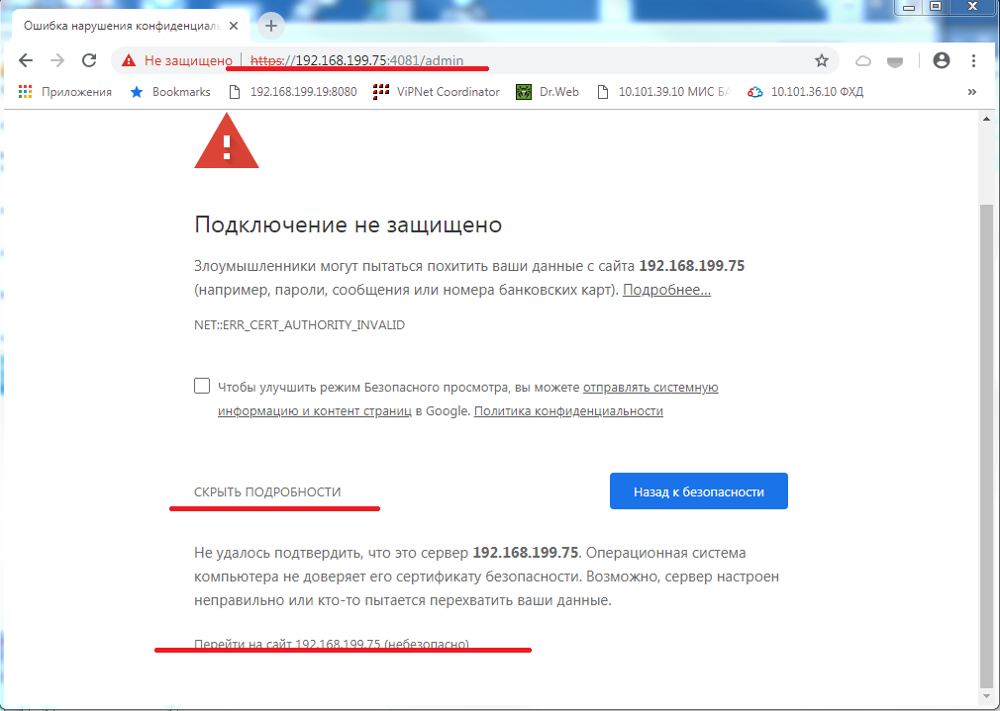 Ошибка нарушения конфиденциаль
Не защищено https://192.168.199.75:4081/admin
Приложения Bookmarks 192.168.199.19:8080 ViPNet Coordinator Dr.Web 10.101.39.10 МИС БА 10.101.36.10 ФХД
Подключение не защищено
Злоумышленники могут пытаться похитить ваши данные с сайта 192.168.199.75
(например, пароли, сообщения или номера банковских карт). Подробнее...
NET::ERR_CERT_AUTHORITY_INVALID
Чтобы улучшить режим Безопасного просмотра, вы можете отправлять системную
информацию и контент страниц в Google. Политика конфиденциальности
СКРЫТЬ ПОДРОБНОСТИ
Назад к безопасности
Не удалось подтвердить, что это сервер 192.168.199.75. Операционная система
компьютера не доверяет его сертификату безопасности. Возможно, сервер настроен
неправильно или кто-то пытается перехватить ваши данные.
Перейти на сайт 192.168.199.75 (небезопасно)